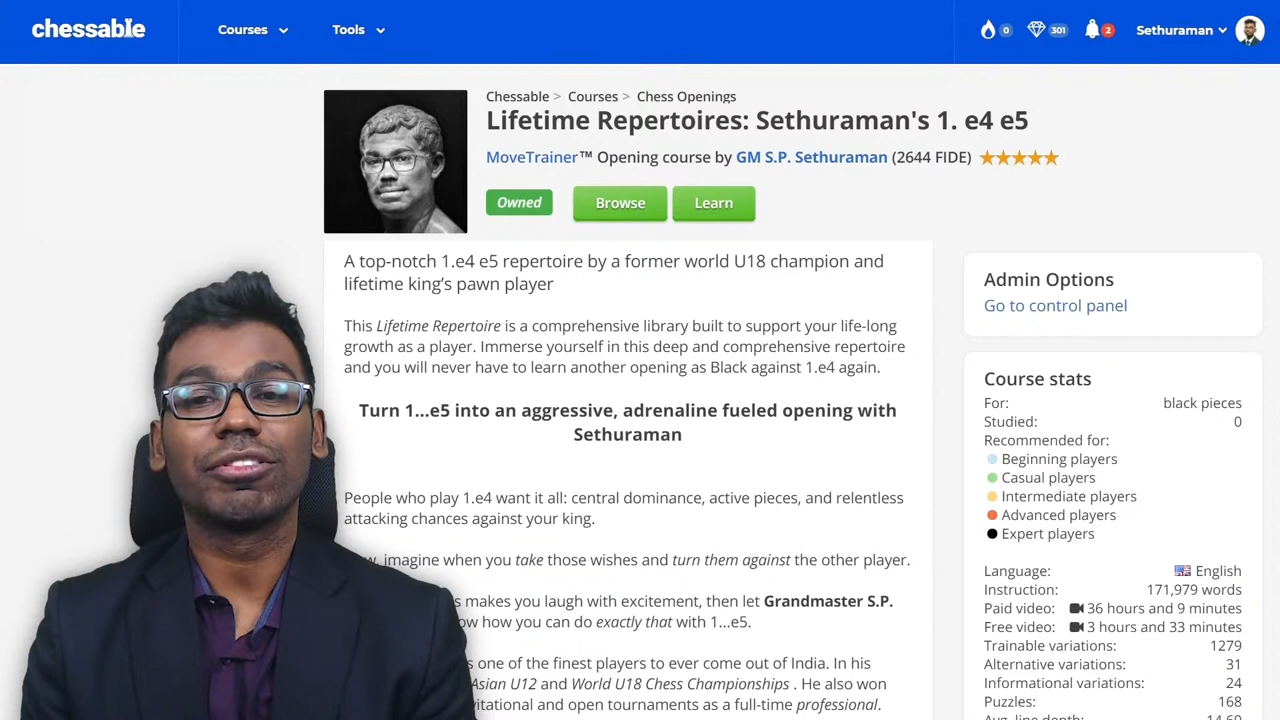 chessable
Courses
Tools
0
301
2
Sethuraman
Chessable > Courses > Chess Openings
Lifetime Repertoires: Sethuraman's 1. e4 e5
MoveTrainer™ Opening course by GM S.P. Sethuraman (2644 FIDE)
Owned
Browse
Learn
A top-notch 1.e4 e5 repertoire by a former world U18 champion and
lifetime king's pawn player
This Lifetime Repertoire is a comprehensive library built to support your life-long
growth as a player. Immerse yourself in this deep and comprehensive repertoire
and you will never have to learn another opening as Black against 1.e4 again.
Turn 1...e5 into an aggressive, adrenaline fueled opening with
Sethuraman
People who play 1.e4 want it all: central dominance, active pieces, and relentless
attacking chances against your king.
imagine when you take those wishes and turn them against the other player.
makes you laugh with excitement, then let Grandmaster S.P.
how you can do exactly that with 1...e5.
one of the finest players to ever come out of India. In his
Asian U12 and World U18 Chess Championships . He also won
and open tournaments as a full-time professional.
Admin Options
Go to control panel
Course stats
For: black pieces
Studied: 0
Recommended for:
Beginning players
Casual players
Intermediate players
Advanced players
Expert players
Language: English
Instruction: 171,979 words
Paid video: 36 hours and 9 minutes
Free video: 3 hours and 33 minutes
Trainable variations: 1279
Alternative variations: 31
Informational variations: 24
Puzzles: 168
Avg. line depth: 14.69